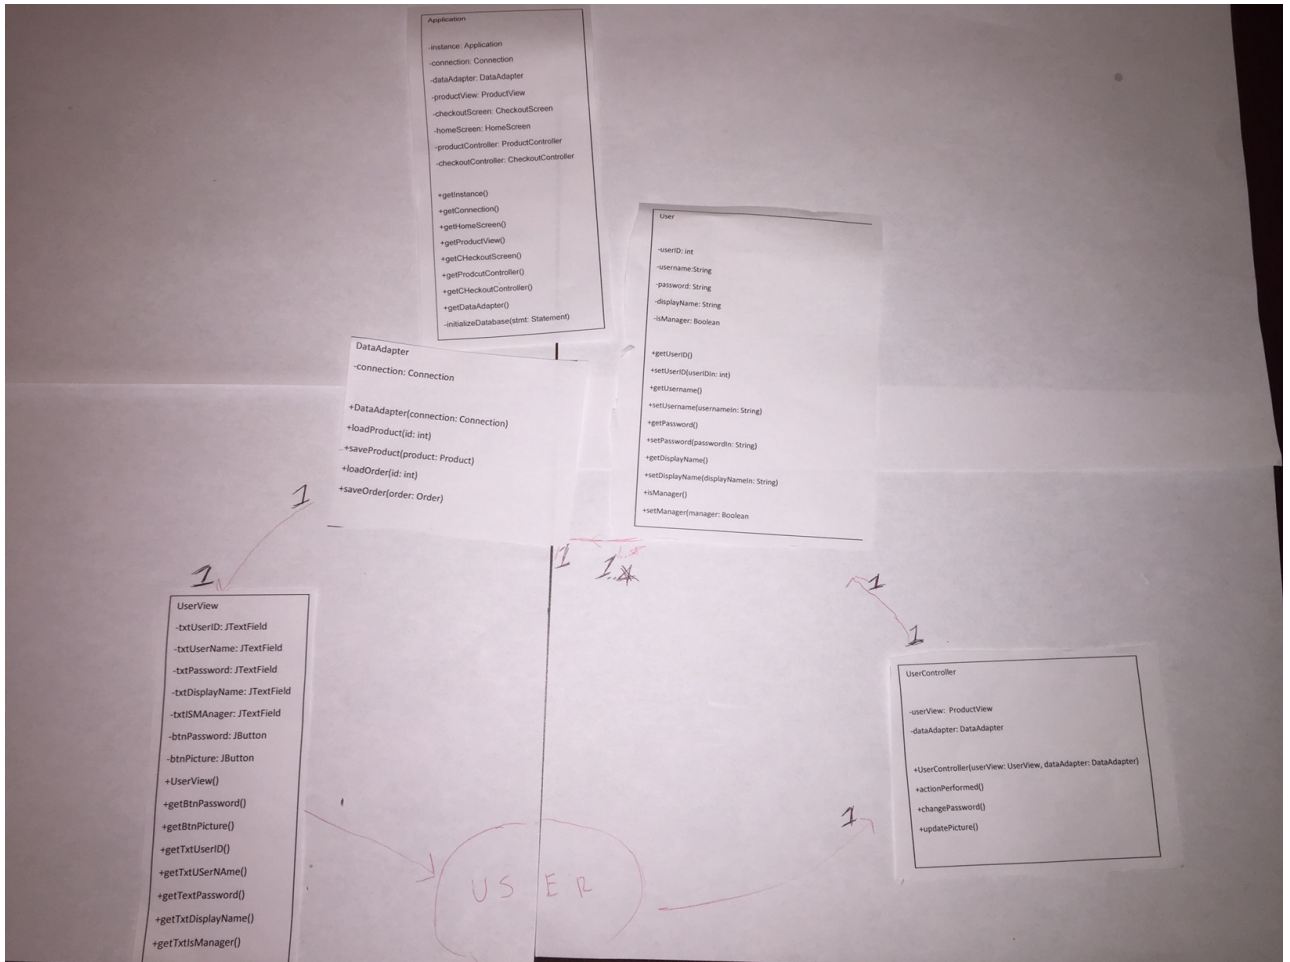 Application
-instance: Application
-connection: Connection
-dataAdapter: DataAdapter
-productView: ProductView
-checkoutScreen: CheckoutScreen
-homeScreen: HomeScreen
-productController: ProductController
-checkoutController: CheckoutController
+getInstance()
+getConnection()
+getHomeScreen()
+getProductView()
+getCHeckoutScreen()
+getProdcutController()
+getCHeckoutController()
+getDataAdapter()
-initializeDatabase(stmt: Statement)
User
-userID: int
-username:String
-password: String
-displayName: String
-isManager: Boolean
+getUserID()
+setUserID(userIDIn: int)
+getUsername()
+setUsername(usernameIn: String)
+getPassword()
+setPassword(passwordIn: String)
+getDisplayName()
+setDisplayName(displayNameIn: String)
+isManager()
+setManager(manager: Boolean
DataAdapter
-connection: Connection
+DataAdapter(connection: Connection)
+loadProduct(id: int)
+saveProduct(product: Product)
+loadOrder(id: int)
+saveOrder(order: Order)
1
1
1
1..*
1
1
UserView
-txtUserID: JTextField
-txtUserName: JTextField
-txtPassword: JTextField
-txtDisplayName: JTextField
-txtISMAnager: JTextField
-btnPassword: JButton
-btnPicture: JButton
+UserView()
+getBtnPassword()
+getBtnPicture()
+getTxtUserID()
+getTxtUSerNAme()
+getTextPassword()
+getTxtDisplayName()
+getTxtIsManager()
UserController
-userView: ProductView
-dataAdapter: DataAdapter
+UserController(userView: UserView, dataAdapter: DataAdapter)
+actionPerformed()
+changePassword()
+updatePicture()
1
USER